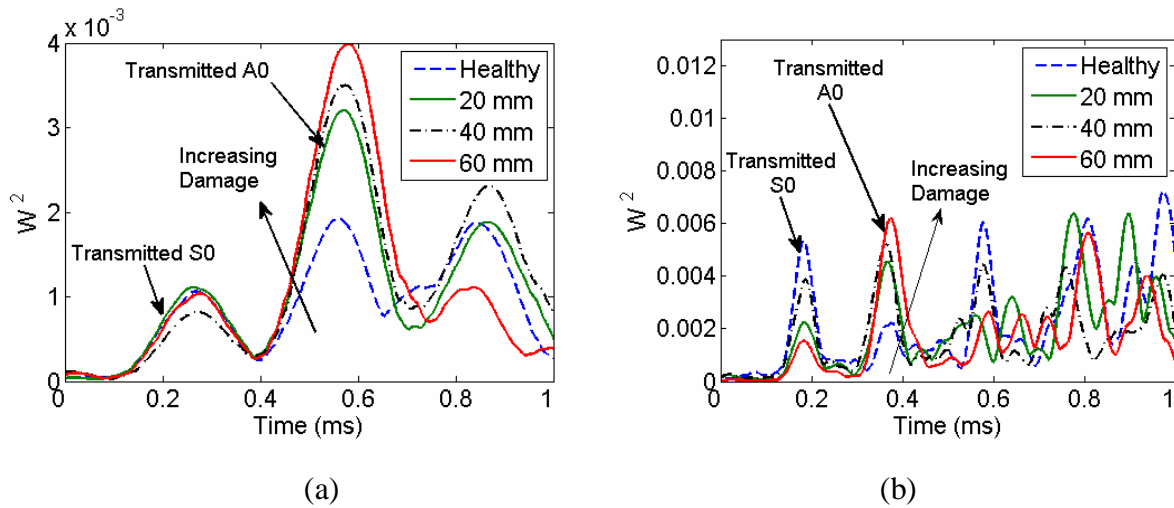 x 10⁻³
4
3
2
1
0
W²
0 0.2 0.4 0.6 0.8 1
Time (ms)
Transmitted A0
Increasing
Damage
Transmitted S0
Healthy
20 mm
40 mm
60 mm
(a)
0.012
0.01
0.008
0.006
0.004
0.002
0
W²
0 0.2 0.4 0.6 0.8 1
Time (ms)
Transmitted
A0
Transmitted
S0
Increasing
Damage
Healthy
20 mm
40 mm
60 mm
(b)